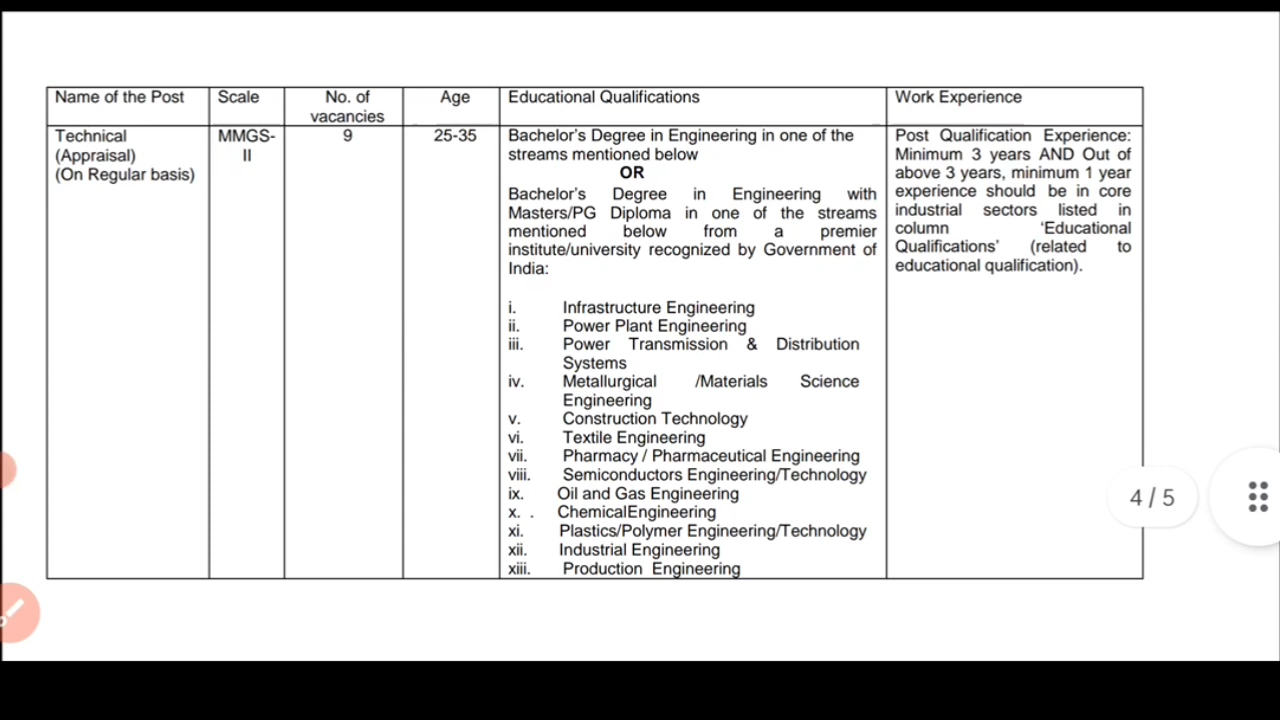 Name of the Post
Scale
No. of
vacancies
Age
Educational Qualifications
Work Experience
Technical
(Appraisal)
(On Regular basis)
MMGS-
II
9
25-35
Bachelor’s Degree in Engineering in one of the
streams mentioned below
OR
Bachelor’s Degree in Engineering with
Masters/PG Diploma in one of the streams
mentioned below from a premier
institute/university recognized by Government of
India:
i. Infrastructure Engineering
ii. Power Plant Engineering
iii. Power Transmission & Distribution
Systems
iv. Metallurgical /Materials Science
Engineering
v. Construction Technology
vi. Textile Engineering
vii. Pharmacy / Pharmaceutical Engineering
viii. Semiconductors Engineering/Technology
ix. Oil and Gas Engineering
x. . ChemicalEngineering
xi. Plastics/Polymer Engineering/Technology
xii. Industrial Engineering
xiii. Production Engineering
Post Qualification Experience:
Minimum 3 years AND Out of
above 3 years, minimum 1 year
experience should be in core
industrial sectors listed in
column ‘Educational
Qualifications’ (related to
educational qualification).
4 / 5